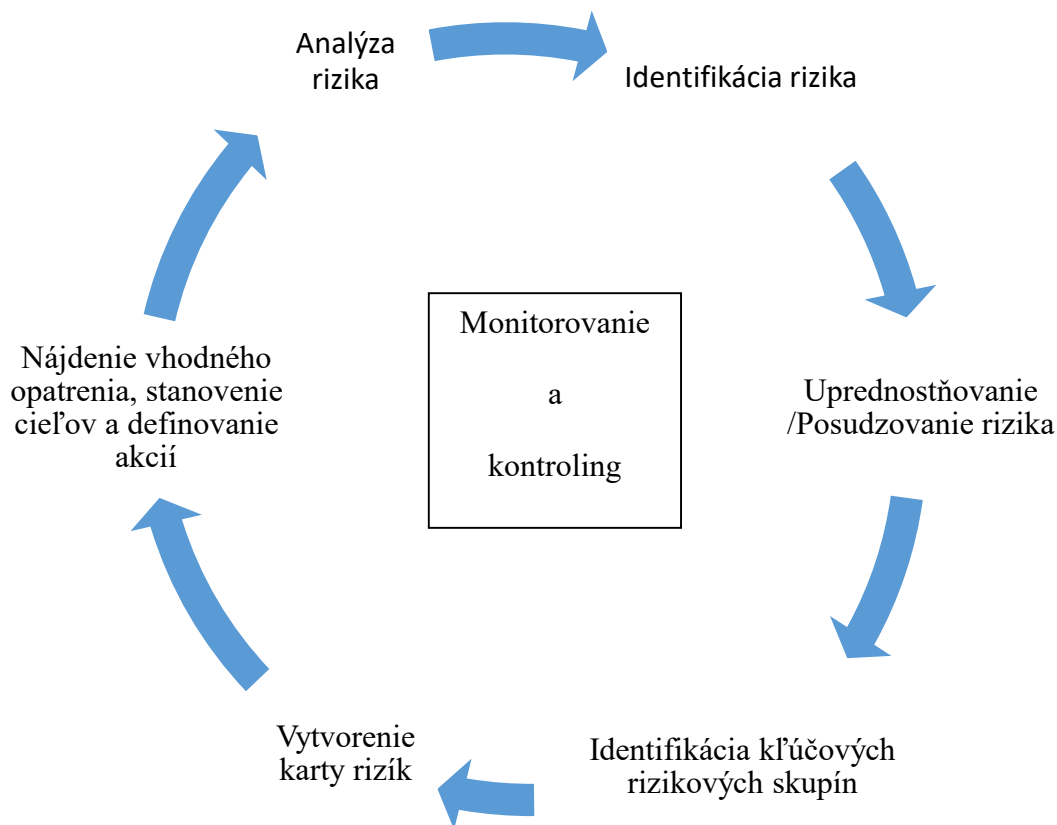 Analýza
rizika
Identifikácia rizika
Uprednostňovanie
/Posudzovanie rizika
Identifikácia kľúčových
rizikových skupín
Vytvorenie
karty rizík
Nájdenie vhodného
opatrenia, stanovenie
cieľov a definovanie
akcií
Monitorovanie
a
kontroling